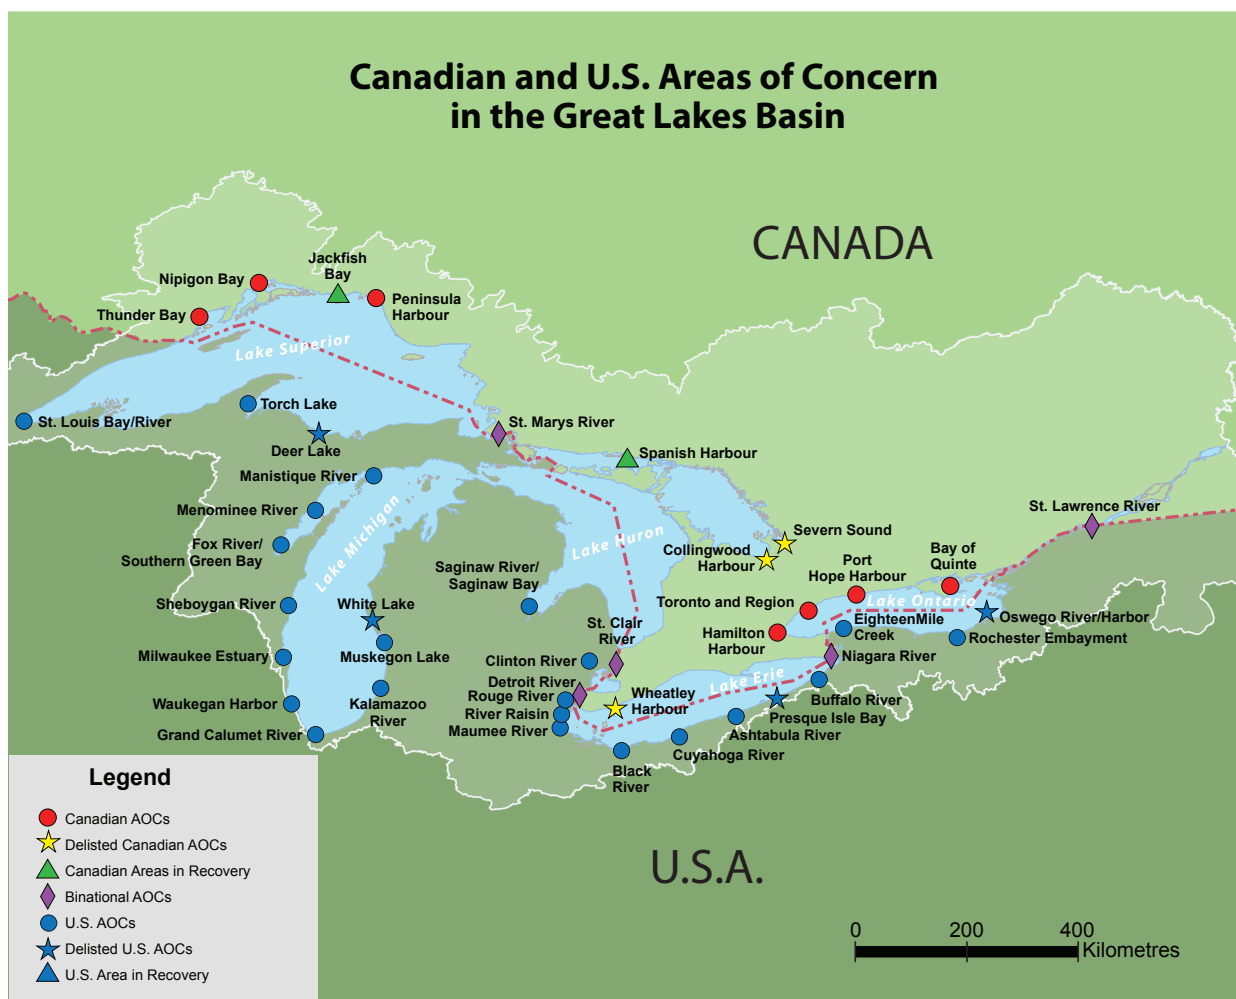 Canadian and U.S. Areas of Concern
in the Great Lakes Basin
CANADA
Jackfish
Bay
Nipigon Bay
Peninsula
Harbour
Thunder Bay
Lake Superior
Torch Lake
St. Louis Bay/River
Deer Lake
St. Marys River
Spanish Harbour
Manistique River
Menominee River
Lake Michigan
Fox River/
Southern Green Bay
Lake Huron
Severn Sound
Collingwood
Harbour
St. Lawrence River
Bay of
Quinte
Port
Hope Harbour
Saginaw River/
Saginaw Bay
Sheboygan River
White Lake
Toronto and Region
Lake Ontario
Oswego River/Harbor
EighteenMile
Creek
Rochester Embayment
St. Clair
River
Hamilton
Harbour
Milwaukee Estuary
Muskegon Lake
Clinton River
Niagara River
Detroit River
Lake Erie
Rouge River
Wheatley
Harbour
Buffalo River
Waukegan Harbor
Kalamazoo
River
River Raisin
Presque Isle Bay
Maumee River
Ashtabula River
Grand Calumet River
Cuyahoga River
Black
River
U.S.A.
Legend
Canadian AOCs
Delisted Canadian AOCs
Canadian Areas in Recovery
Binational AOCs
U.S. AOCs
Delisted U.S. AOCs
U.S. Area in Recovery
0 200 400
Kilometres